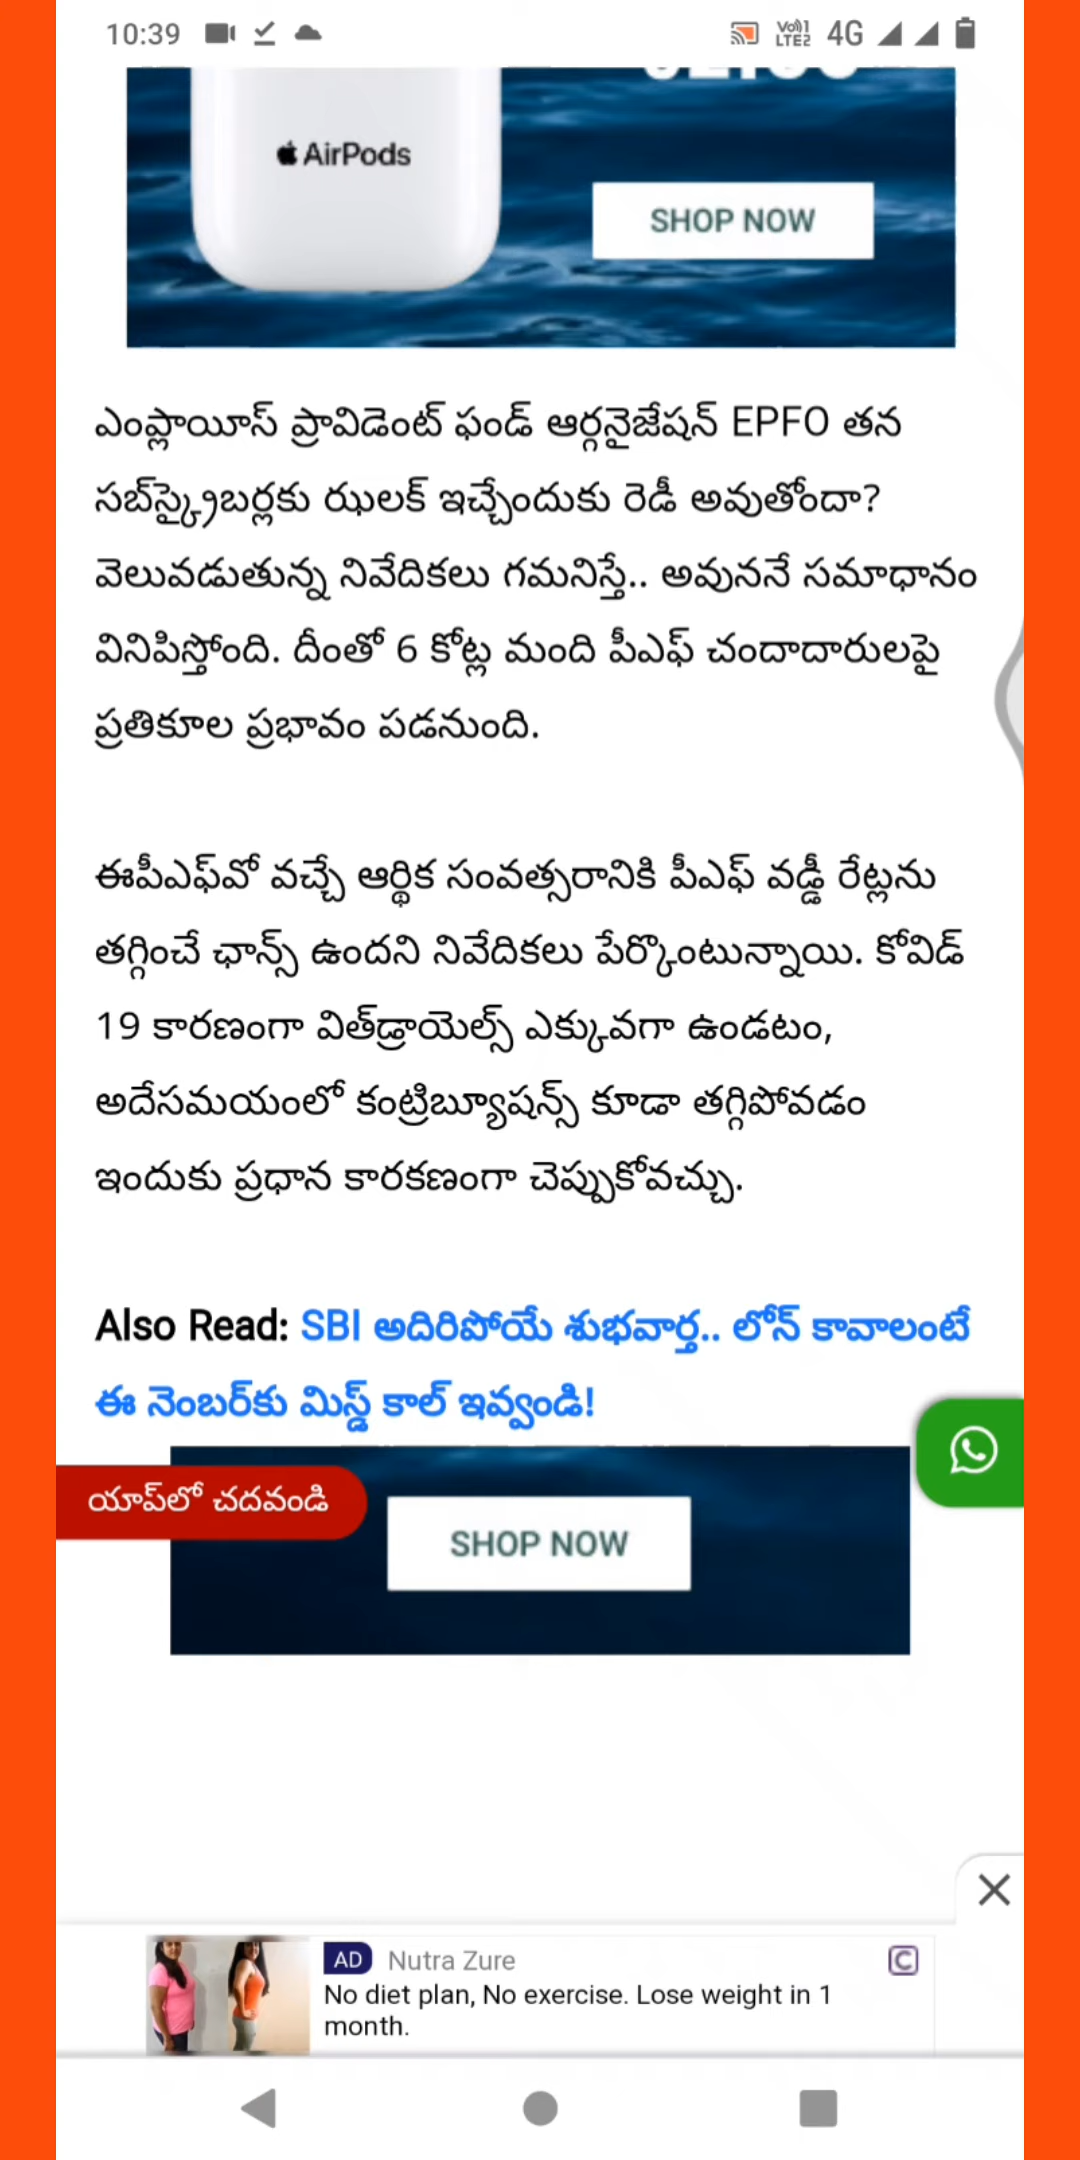 10:39
Vo))1
LTE2 4G
AirPods
SHOP NOW
ఎంప్లాయీస్ ప్రావిడెంట్ ఫండ్ ఆర్గనైజేషన్ EPFO తన
సబ్‌స్క్రైబర్లకు ఝలక్ ఇచ్చేందుకు రెడీ అవుతోందా?
వెలువడుతున్న నివేదికలు గమనిస్తే.. అవుననే సమాధానం
వినిపిస్తోంది. దీంతో 6 కోట్ల మంది పీఎఫ్ చందాదారులపై
ప్రతికూల ప్రభావం పడనుంది.
ఈపీఎఫ్‌వో వచ్చే ఆర్థిక సంవత్సరానికి పీఎఫ్ వడ్డీ రేట్లను
తగ్గించే ఛాన్స్ ఉందని నివేదికలు పేర్కొంటున్నాయి. కోవిడ్
19 కారణంగా విత్‌డ్రాయెల్స్ ఎక్కువగా ఉండటం,
అదేసమయంలో కంట్రిబ్యూషన్స్ కూడా తగ్గిపోవడం
ఇందుకు ప్రధాన కారకణంగా చెప్పుకోవచ్చు.
Also Read: SBI అదిరిపోయే శుభవార్త.. లోన్ కావాలంటే
ఈ నెంబర్‌కు మిస్డ్ కాల్ ఇవ్వండి!
యాప్‌లో చదవండి
SHOP NOW
AD Nutra Zure
No diet plan, No exercise. Lose weight in 1
month.